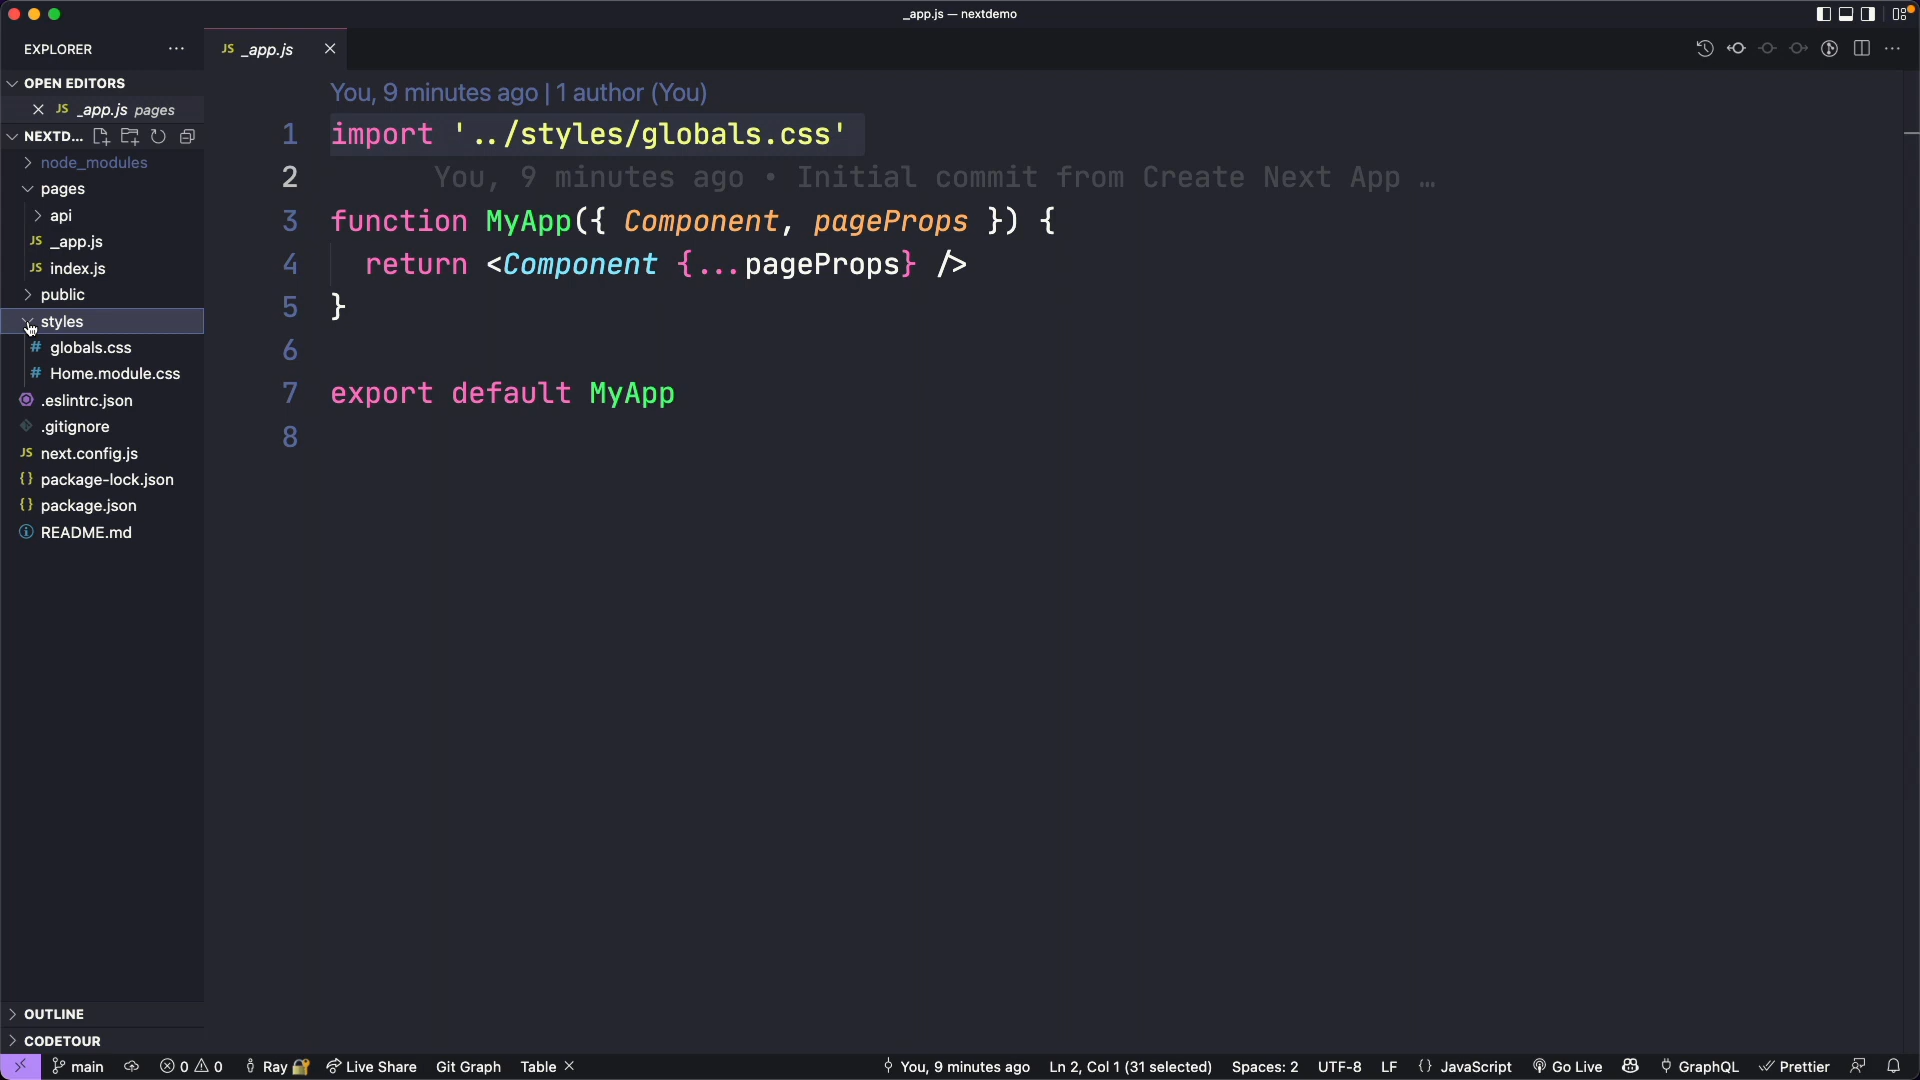 _app.js — nextdemo
EXPLORER
JS _app.js
OPEN EDITORS
JS _app.js pages
NEXTD...
node_modules
pages
api
JS _app.js
JS index.js
public
styles
# globals.css
# Home.module.css
.eslintrc.json
.gitignore
JS next.config.js
{} package-lock.json
{} package.json
README.md
OUTLINE
CODETOUR
You, 9 minutes ago | 1 author (You)
1 import '../styles/globals.css'
2 You, 9 minutes ago • Initial commit from Create Next App …
3 function MyApp({ Component, pageProps }) {
4 return <Component {...pageProps} />
5 }
6
7 export default MyApp
8
main 0 0 Ray Live Share Git Graph Table × You, 9 minutes ago Ln 2, Col 1 (31 selected) Spaces: 2 UTF-8 LF {} JavaScript Go Live GraphQL Prettier